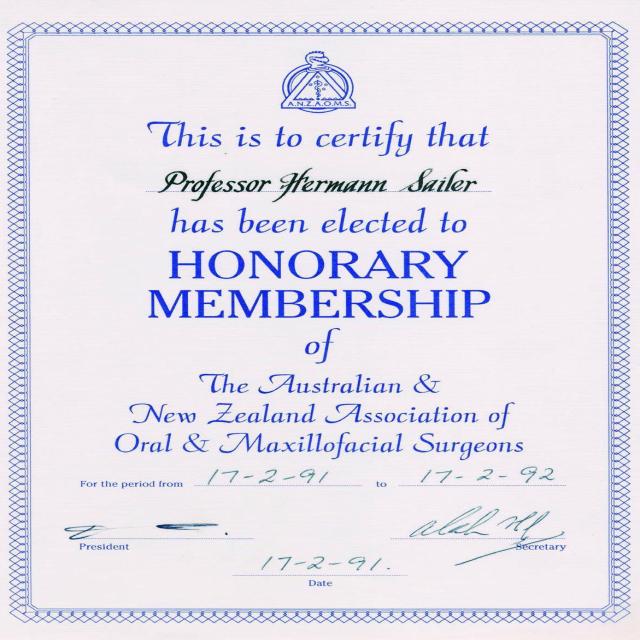 A.N.Z.A.O.M.S.
This is to certify that
Professor Hermann Sailer
has been elected to
HONORARY
MEMBERSHIP
of
The Australian &
New Zealand Association of
Oral & Maxillofacial Surgeons
For the period from 17-2-91 to 17-2-92
President Secretary
17-2-91.
Date